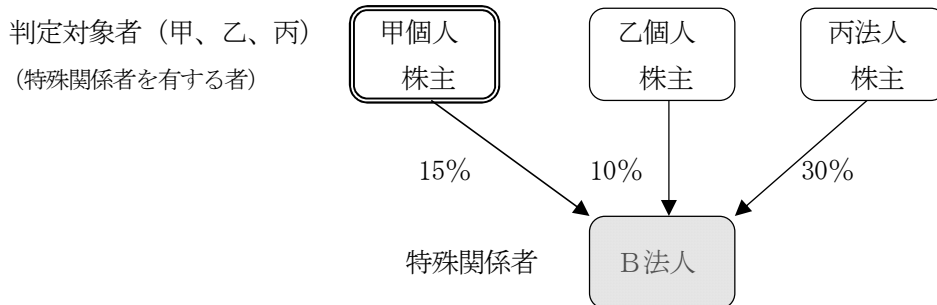 判定対象者（甲、乙、丙）
（特殊関係者を有する者）
甲個人
株主
乙個人
株主
丙法人
株主
15%
10%
30%
特殊関係者
Ｂ法人